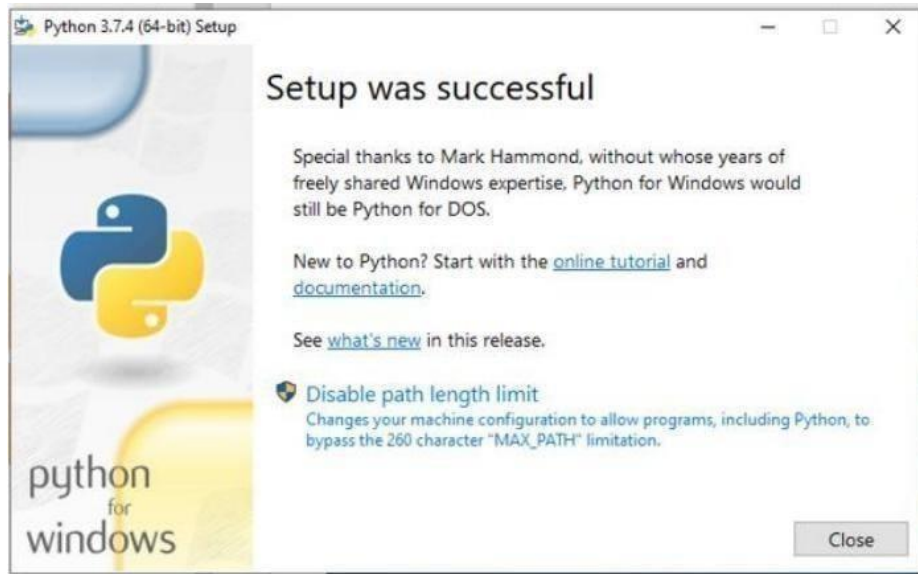 Python 3.7.4 (64-bit) Setup
Setup was successful
Special thanks to Mark Hammond, without whose years of
freely shared Windows expertise, Python for Windows would
still be Python for DOS.
New to Python? Start with the online tutorial and
documentation.
See what's new in this release.
Disable path length limit
Changes your machine configuration to allow programs, including Python, to
bypass the 260 character "MAX_PATH" limitation.
python
for
windows
Close